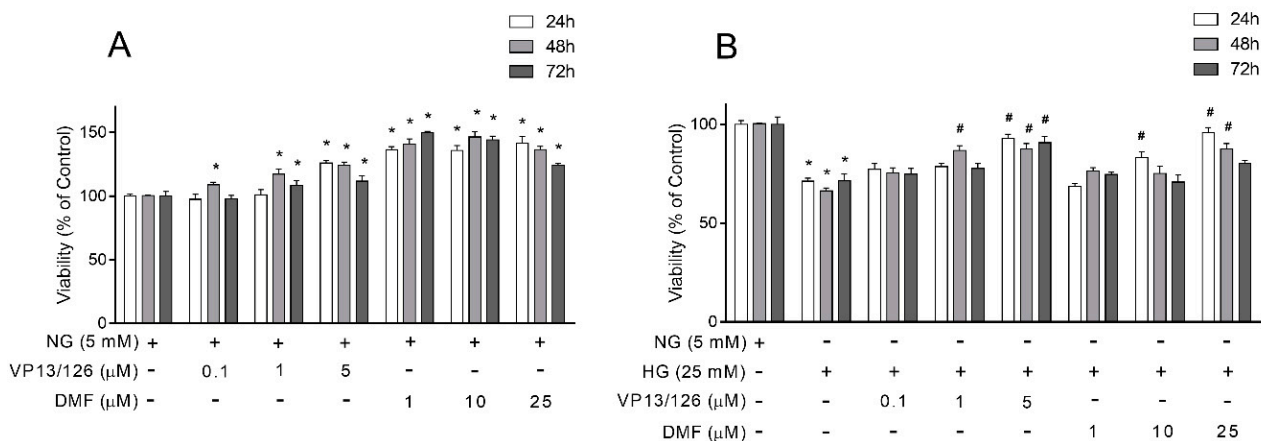 A
24h
48h
72h
* * * * * * * * * * * * * * *
Viability (% of Control)
150
100
50
0
NG (5 mM) + + + + + + +
VP13/126 (μM) - 0.1 1 5 - - -
DMF (μM) - - - - 1 10 25
B
24h
48h
72h
* * * # # # # # # #
Viability (% of Control)
100
50
0
NG (5 mM) + - - - - - - -
HG (25 mM) - + + + + + + +
VP13/126 (μM) - - 0.1 1 5 - - -
DMF (μM) - - - - - 1 10 25